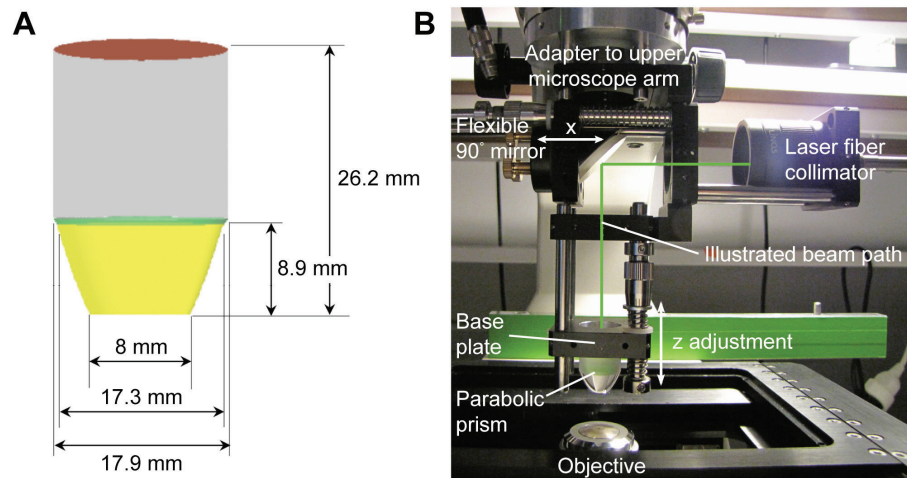 A
26.2 mm
8.9 mm
8 mm
17.3 mm
17.9 mm
B
Adapter to upper
microscope arm
Flexible
90° mirror
x
Laser fiber
collimator
Illustrated beam path
Base
plate
z adjustment
Parabolic
prism
Objective